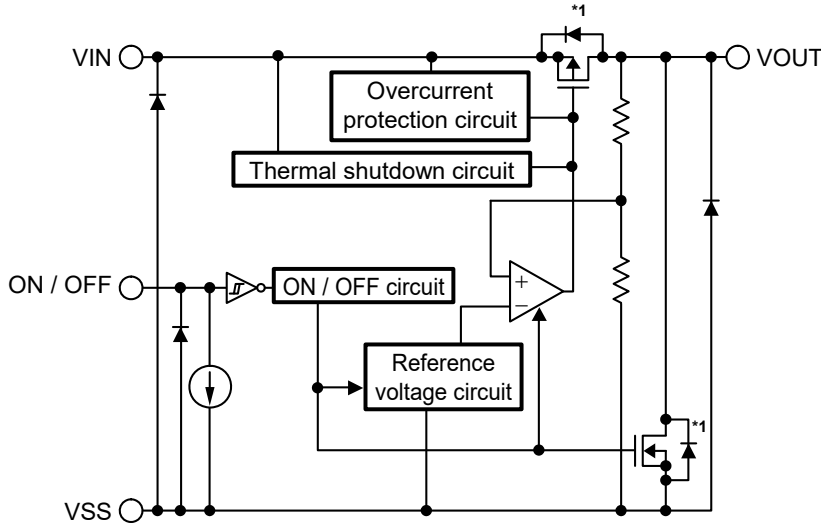 *1
VIN
VOUT
Overcurrent
protection circuit
Thermal shutdown circuit
ON / OFF
ON / OFF circuit
+
−
Reference
voltage circuit
*1
VSS